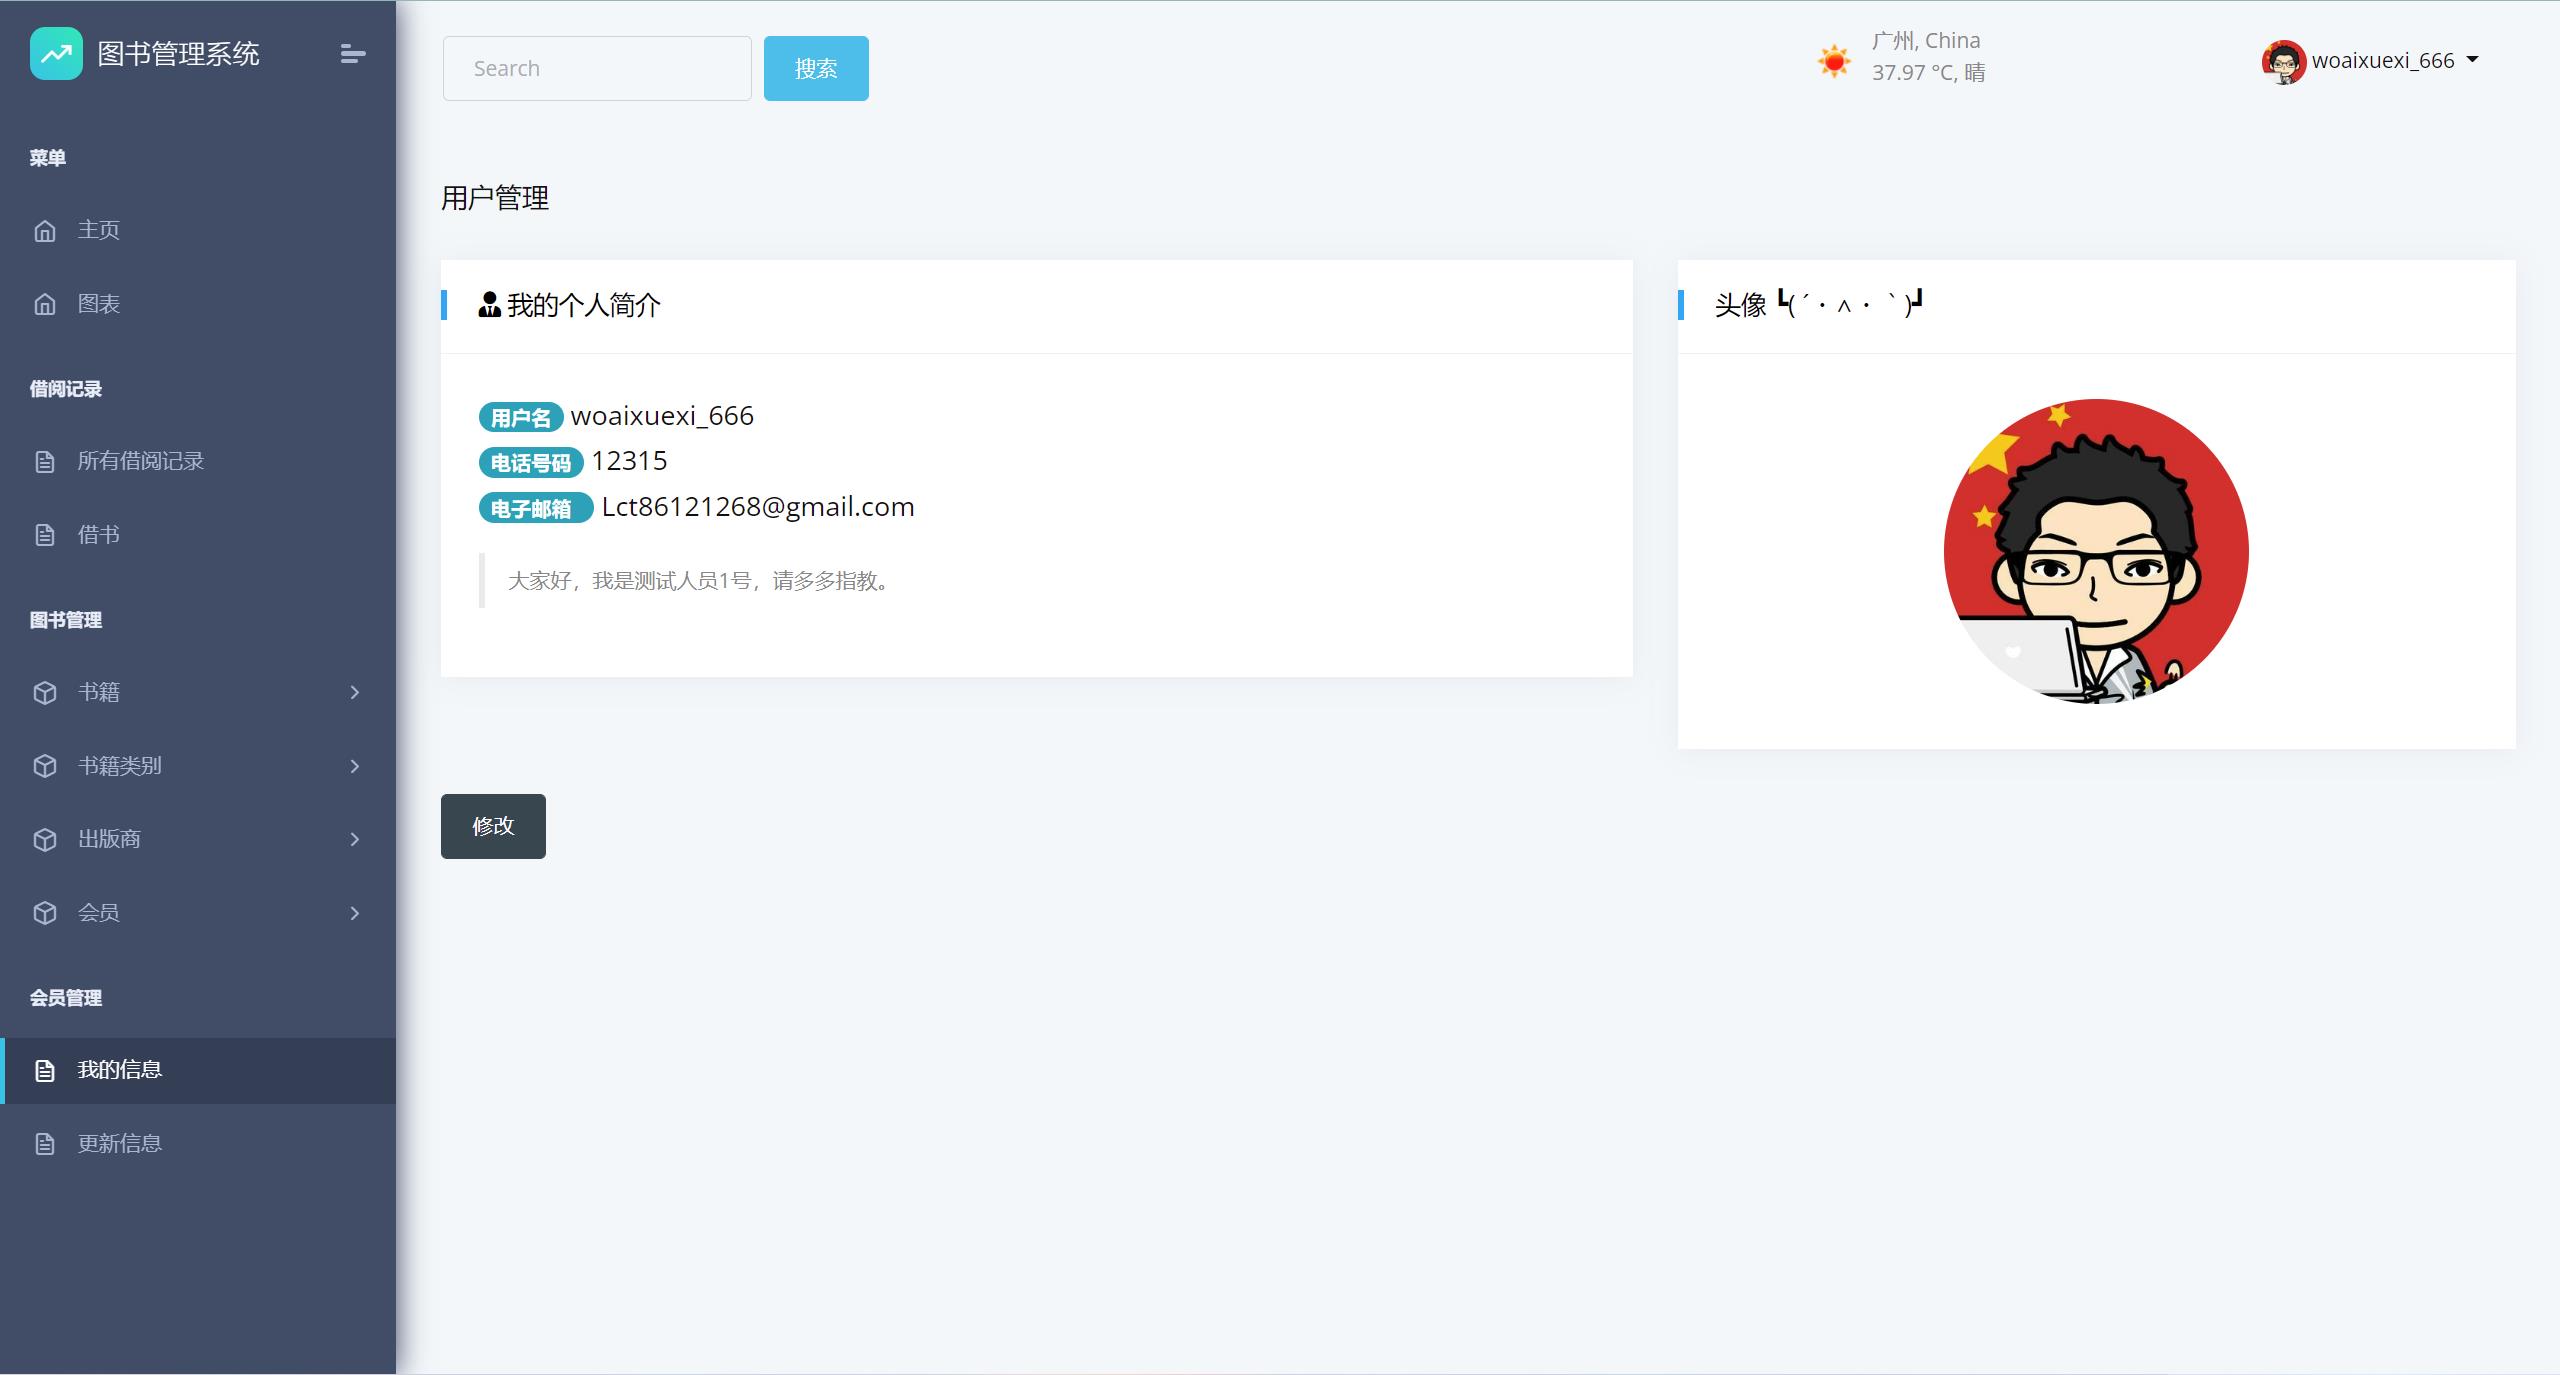 图书管理系统
菜单
主页
图表
借阅记录
所有借阅记录
借书
图书管理
书籍
书籍类别
出版商
会员
会员管理
我的信息
更新信息
Search
搜索
广州, China
37.97 °C, 晴
woaixuexi_666
用户管理
我的个人简介
用户名 woaixuexi_666
电话号码 12315
电子邮箱 Lct86121268@gmail.com
大家好，我是测试人员1号，请多多指教。
头像 ┗( ´・∧・｀)┛
修改